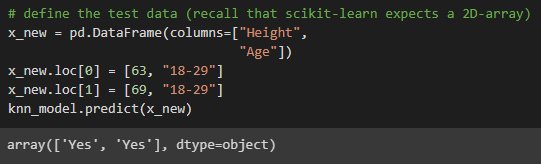 # define the test data (recall that scikit-learn expects a 2D-array)
x_new = pd.DataFrame(columns=["Height",
                              "Age"])
x_new.loc[0] = [63, "18-29"]
x_new.loc[1] = [69, "18-29"]
knn_model.predict(x_new)
array(['Yes', 'Yes'], dtype=object)